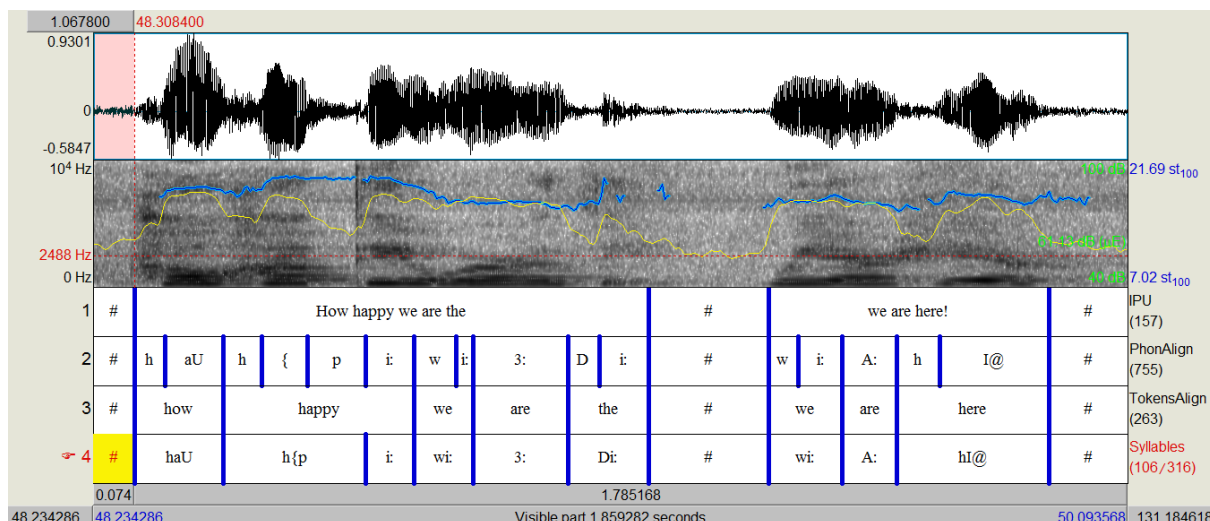 1.067800 48.308400
0.9301
0
-0.5847
10⁴ Hz 21.69 st100
2488 Hz
0 Hz 7.02 st100
1 # How happy we are the # we are here! # IPU
(157)
2 # h aU h { p i: w i: 3: D i: # w i: A: h I@ # PhonAlign
(755)
3 # how happy we are the # we are here # TokensAlign
(263)
☞ 4 # haU h{p i: wi: 3: Di: # wi: A: hI@ # Syllables
(106/316)
0.074 1.785168
48.234286 48.234286 Visible part 1.859282 seconds 50.093568 131.184618